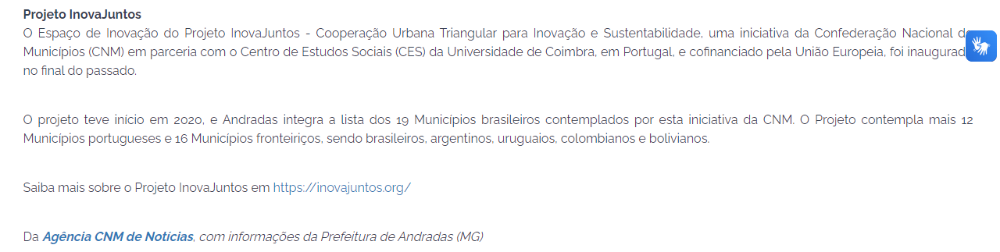 Projeto InovaJuntos
O Espaço de Inovação do Projeto InovaJuntos - Cooperação Urbana Triangular para Inovação e Sustentabilidade, uma iniciativa da Confederação Nacional d
Municípios (CNM) em parceria com o Centro de Estudos Sociais (CES) da Universidade de Coimbra, em Portugal, e cofinanciado pela União Europeia, foi inaugurad
no final do passado.
O projeto teve início em 2020, e Andradas integra a lista dos 19 Municípios brasileiros contemplados por esta iniciativa da CNM. O Projeto contempla mais 12
Municípios portugueses e 16 Municípios fronteiriços, sendo brasileiros, argentinos, uruguaios, colombianos e bolivianos.
Saiba mais sobre o Projeto InovaJuntos em https://inovajuntos.org/
Da Agência CNM de Notícias, com informações da Prefeitura de Andradas (MG)